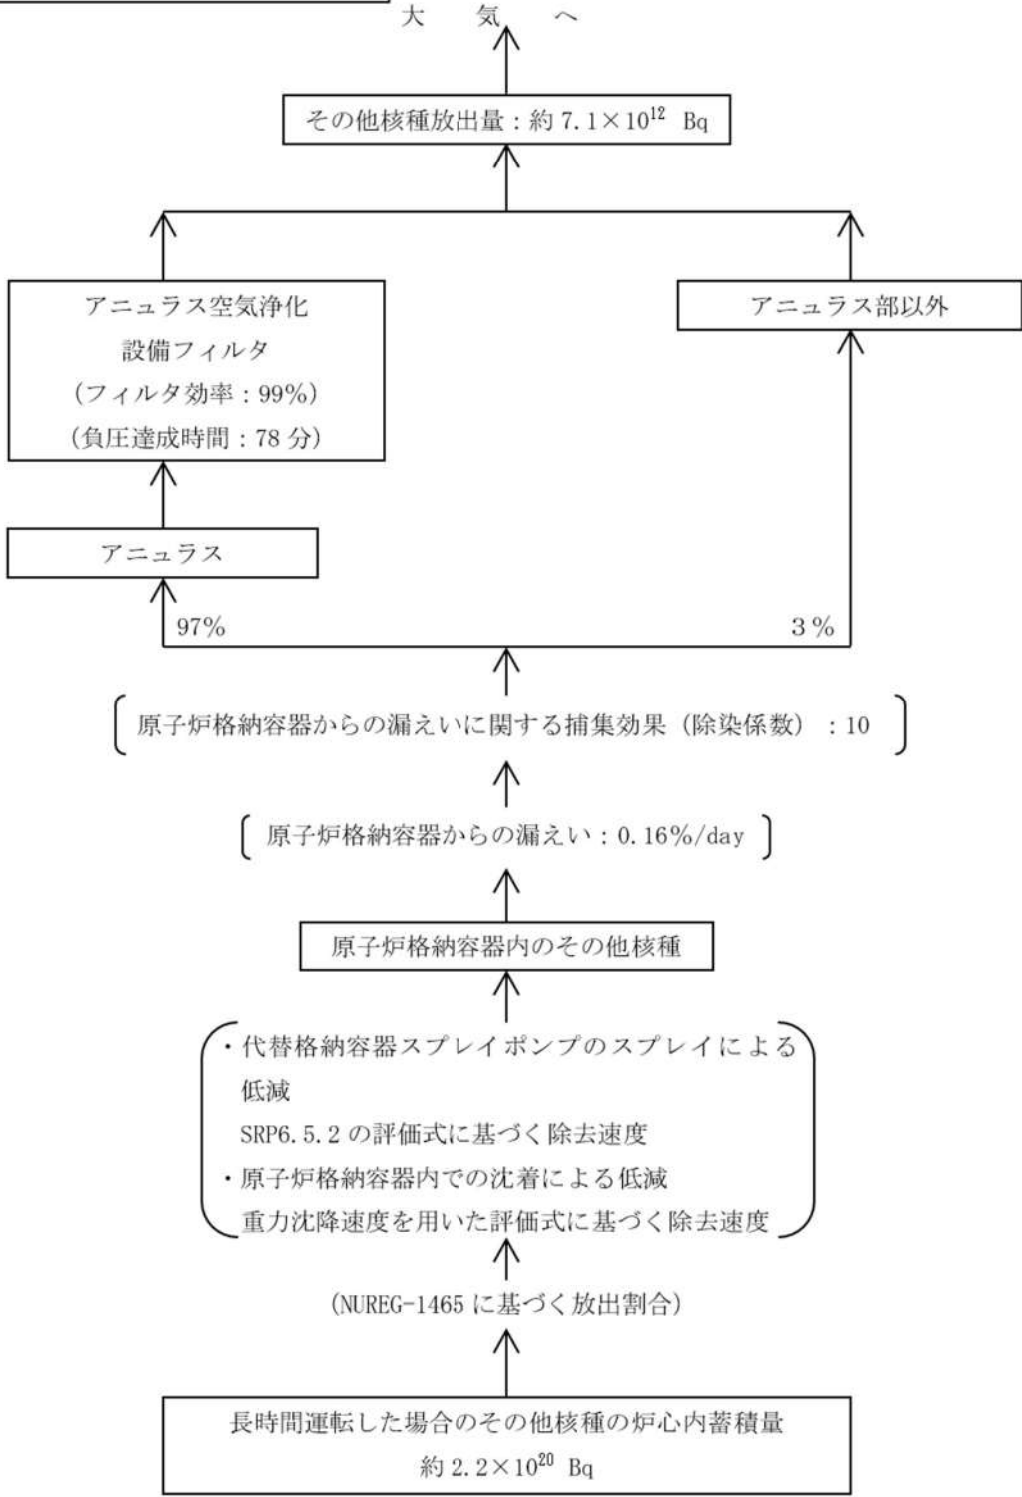 大 気 へ
その他核種放出量：約 7.1×10¹² Bq
アニュラス空気浄化
設備フィルタ
(フィルタ効率：99%)
(負圧達成時間：78 分)
アニュラス部以外
アニュラス
97%
3%
原子炉格納容器からの漏えいに関する捕集効果（除染係数）：10
原子炉格納容器からの漏えい：0.16%/day
原子炉格納容器内のその他核種
・代替格納容器スプレイポンプのスプレイによる
低減
SRP6.5.2 の評価式に基づく除去速度
・原子炉格納容器内での沈着による低減
重力沈降速度を用いた評価式に基づく除去速度
(NUREG-1465 に基づく放出割合)
長時間運転した場合のその他核種の炉心内蓄積量
約 2.2×10²⁰ Bq